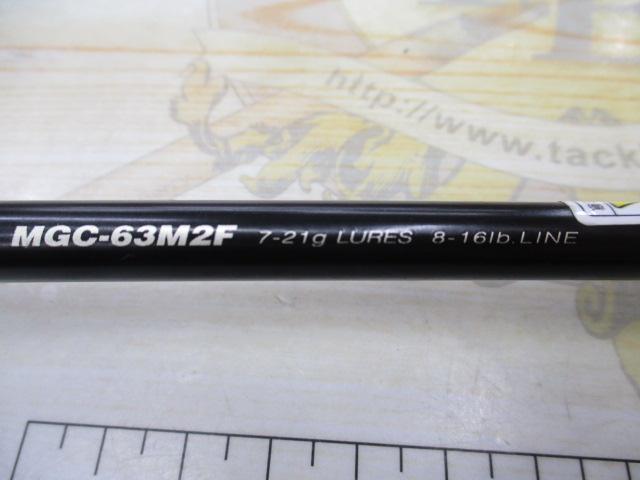 http://www.tack
MGC-63M2F 7-21g LURES 8-16lb.LINE